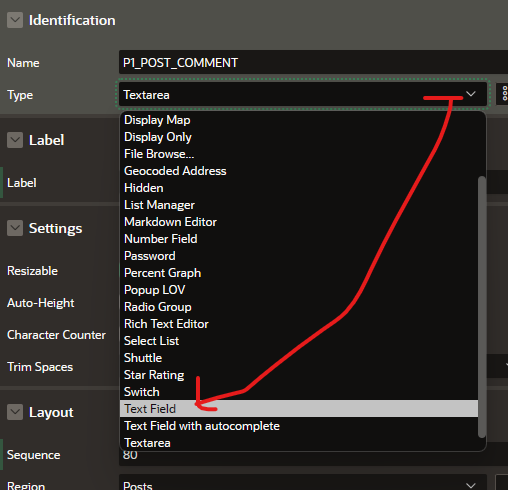 Identification
Name P1_POST_COMMENT
Type Textarea
Display Map
Display Only
Label
File Browse...
Geocoded Address
Label
Hidden
List Manager
Markdown Editor
Settings
Number Field
Password
Resizable
Percent Graph
Popup LOV
Auto-Height
Radio Group
Rich Text Editor
Character Counter
Select List
Shuttle
Trim Spaces
Star Rating
Switch
Layout
Text Field
Text Field with autocomplete
Textarea
Sequence 80
Region Posts